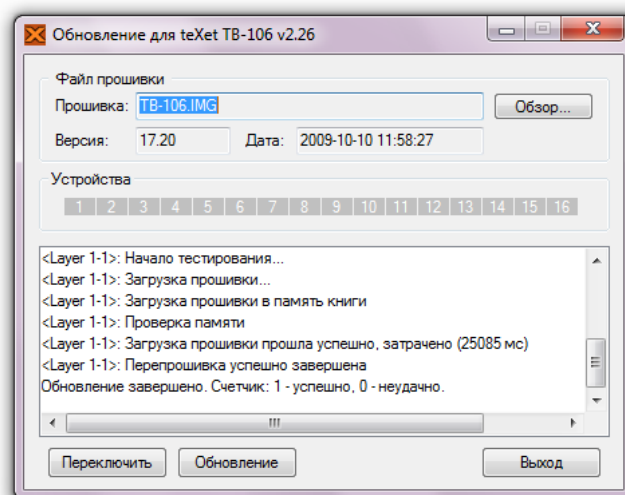 Обновление для teXet TB-106 v2.26
Файл прошивки
Прошивка: TB-106.IMG Обзор...
Версия: 17.20 Дата: 2009-10-10 11:58:27
Устройства
1 2 3 4 5 6 7 8 9 10 11 12 13 14 15 16
<Layer 1-1>: Начало тестирования...
<Layer 1-1>: Загрузка прошивки...
<Layer 1-1>: Загрузка прошивки в память книги
<Layer 1-1>: Проверка памяти
<Layer 1-1>: Загрузка прошивки прошла успешно, затрачено (25085 мс)
<Layer 1-1>: Перепрошивка успешно завершена
Обновление завершено. Счетчик: 1 - успешно, 0 - неудачно.
Переключить Обновление Выход